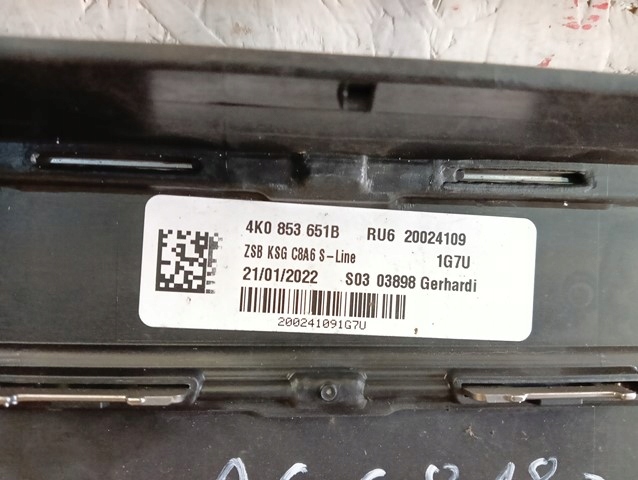 4K0 853 651B RU6 20024109
ZSB KSG C8A6 S-Line 1G7U
21/01/2022 S03 03898 Gerhardi
200241091G7U